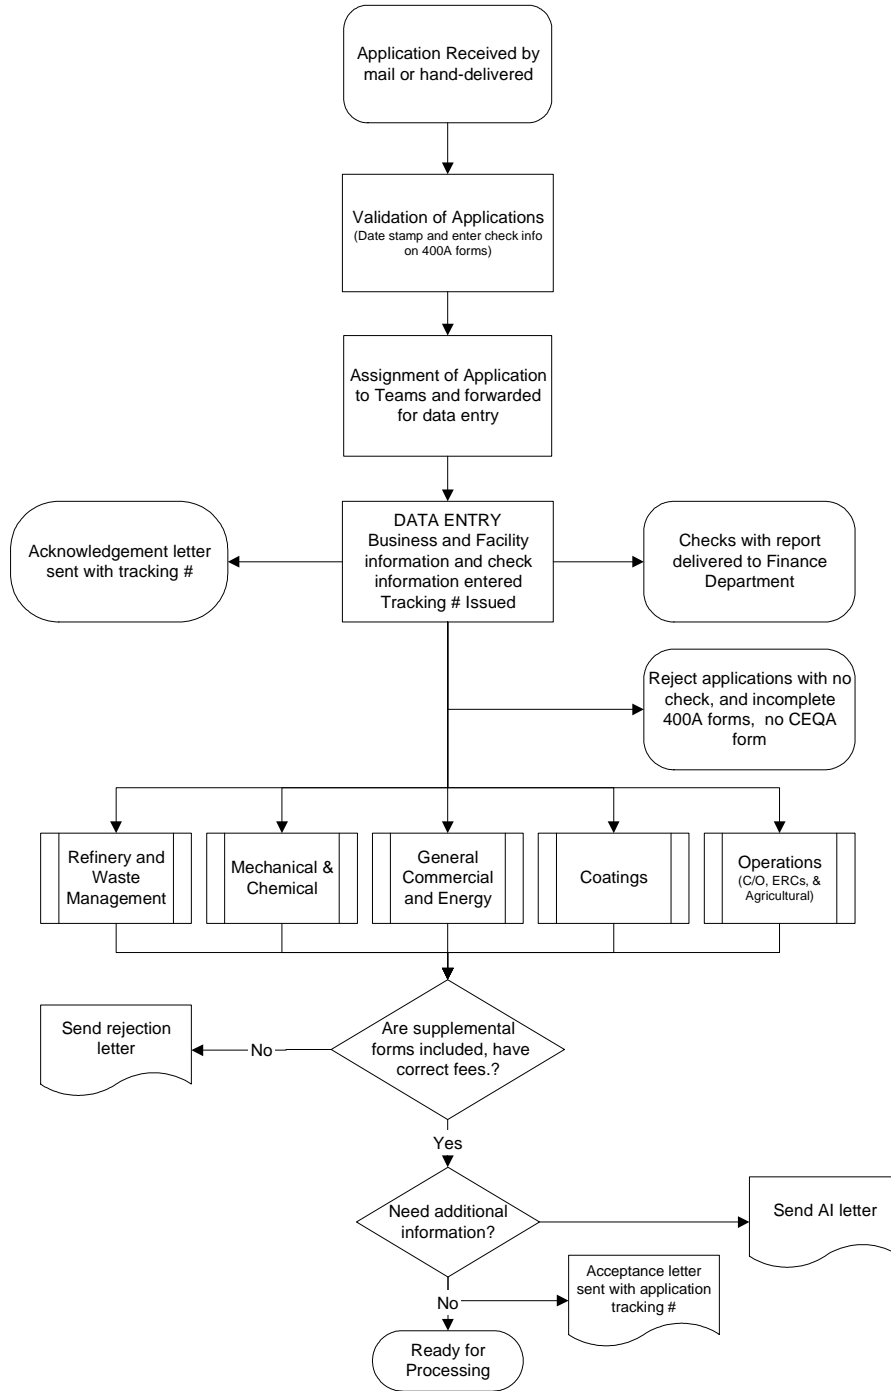 Application Received by
mail or hand-delivered
Validation of Applications
(Date stamp and enter check info
on 400A forms)
Assignment of Application
to Teams and forwarded
for data entry
Acknowledgement letter
sent with tracking #
DATA ENTRY
Business and Facility
information and check
information entered
Tracking # Issued
Checks with report
delivered to Finance
Department
Reject applications with no
check, and incomplete
400A forms,  no CEQA
form
Refinery and
Waste
Management
Mechanical &
Chemical
General
Commercial
and Energy
Coatings
Operations
(C/O, ERCs, &
Agricultural)
Send rejection
letter
No
Are supplemental
forms included, have
correct fees.?
Yes
Need additional
information?
Send AI letter
No
Acceptance letter
sent with application
tracking #
Ready for
Processing